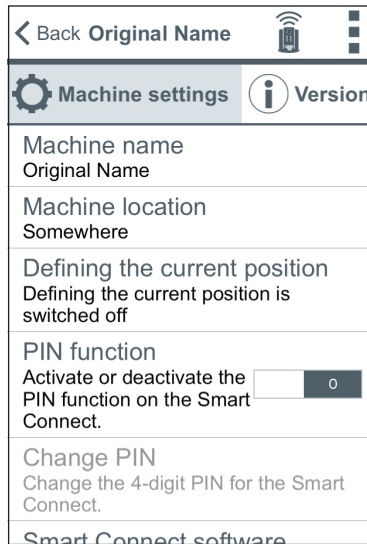 Back Original Name
Machine settings
Version
Machine name
Original Name
Machine location
Somewhere
Defining the current position
Defining the current position is
switched off
PIN function
Activate or deactivate the
PIN function on the Smart
Connect.
0
Change PIN
Change the 4-digit PIN for the Smart
Connect.
Smart Connect software